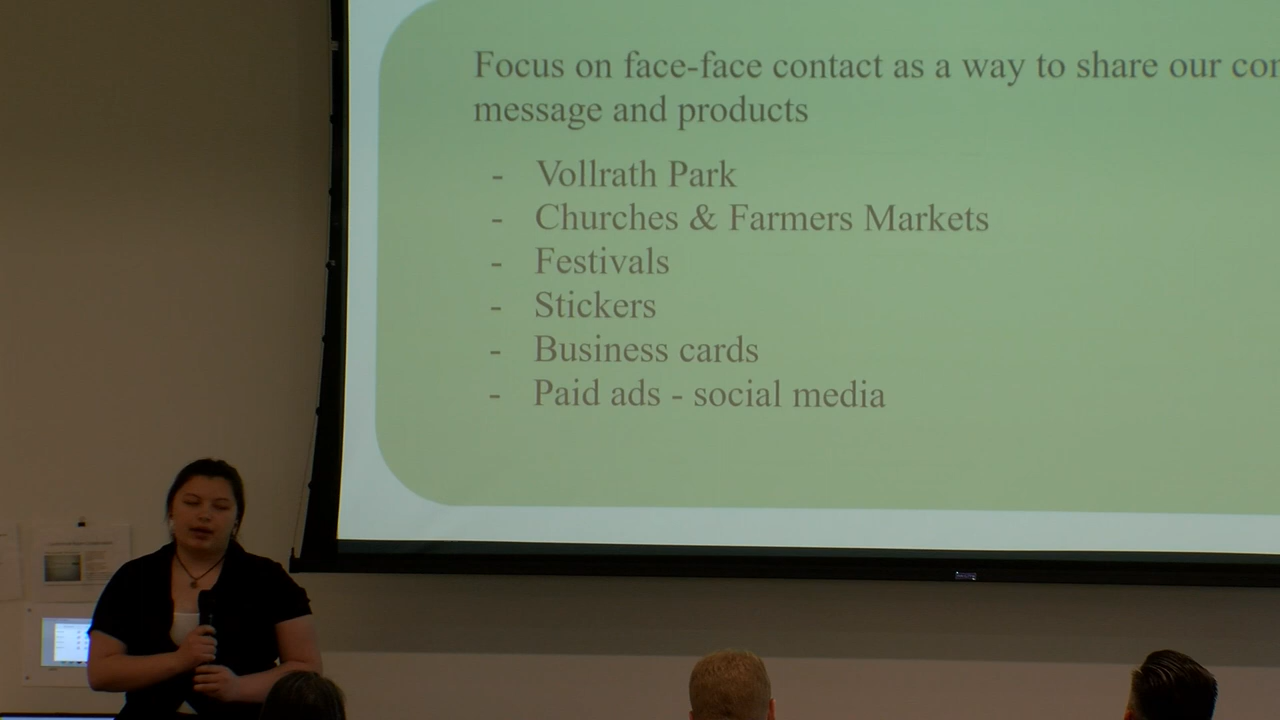 Focus on face-face contact as a way to share our
message and products
- Vollrath Park
- Churches & Farmers Markets
- Festivals
- Stickers
- Business cards
- Paid ads - social media